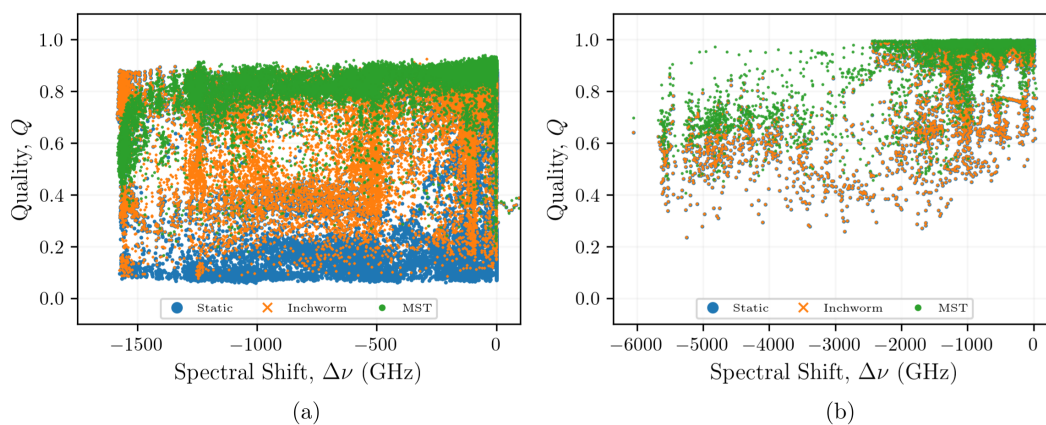 1.0
0.8
0.6
0.4
0.2
0.0
Quality, Q
−1500 −1000 −500 0
Spectral Shift, Δν (GHz)
Static Inchworm MST
(a)
1.0
0.8
0.6
0.4
0.2
0.0
Quality, Q
−6000 −5000 −4000 −3000 −2000 −1000 0
Spectral Shift, Δν (GHz)
Static Inchworm MST
(b)